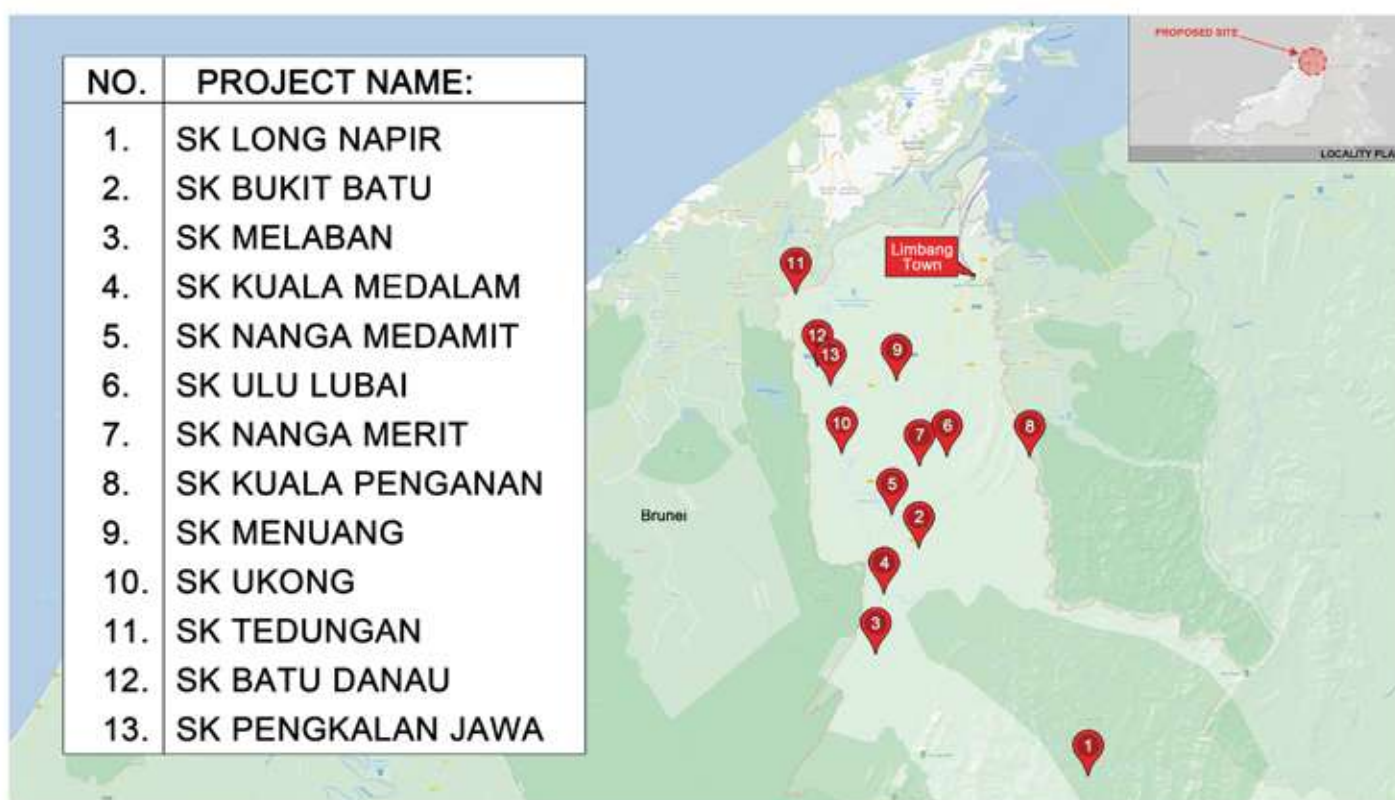 NO. PROJECT NAME:
1. SK LONG NAPIR
2. SK BUKIT BATU
3. SK MELABAN
4. SK KUALA MEDALAM
5. SK NANGA MEDAMIT
6. SK ULU LUBAI
7. SK NANGA MERIT
8. SK KUALA PENGANAN
9. SK MENUANG
10. SK UKONG
11. SK TEDUNGAN
12. SK BATU DANAU
13. SK PENGKALAN JAWA
PROPOSED SITE
LOCALITY PLA
Limbang
Town
11
12
13
9
10
7
6
8
5
2
Brunei
4
3
1